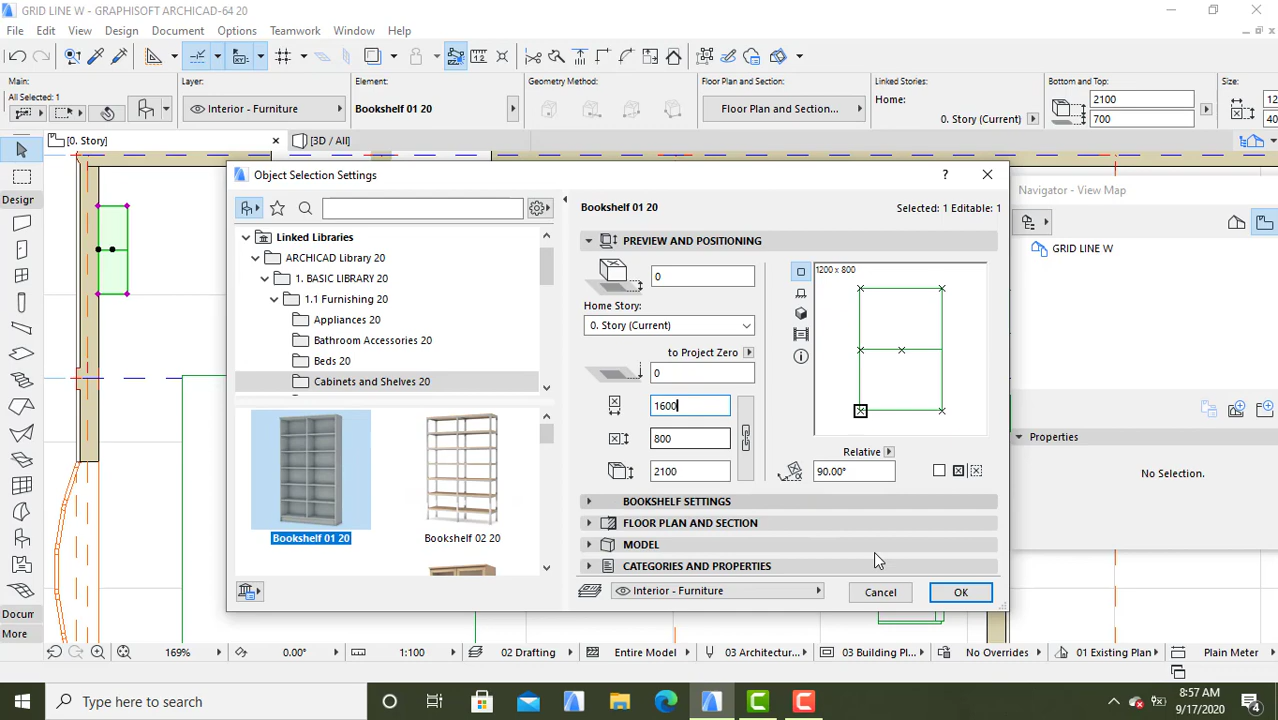 GRID LINE W - GRAPHISOFT ARCHICAD-64 20
File Edit View Design Document Options Teamwork Window Help
Main: Layer: Element: Geometry Method: Floor Plan and Section: Linked Stories: Bottom and Top: Size:
All Selected: 1 Interior - Furniture Bookshelf 01 20 Floor Plan and Section... Home: 2100
0. Story (Current) 700
[0. Story] [3D / All]
Object Selection Settings ?
Navigator - View Map
Design
Bookshelf 01 20 Selected: 1 Editable: 1
Linked Libraries
PREVIEW AND POSITIONING
GRID LINE W
ARCHICAD Library 20
1. BASIC LIBRARY 20
0
1200 x 800
1.1 Furnishing 20
Home Story:
Appliances 20
0. Story (Current)
Bathroom Accessories 20
to Project Zero
Beds 20
0
Cabinets and Shelves 20
1600
800
Relative
Properties
2100
90.00°
No Selection.
BOOKSHELF SETTINGS
FLOOR PLAN AND SECTION
Bookshelf 01 20 Bookshelf 02 20
MODEL
CATEGORIES AND PROPERTIES
Interior - Furniture Cancel OK
Docum
More
169% 0.00° 1:100 02 Drafting Entire Model 03 Architectur... 03 Building Pl... No Overrides 01 Existing Plan Plain Meter
Type here to search
8:57 AM
9/17/2020
4